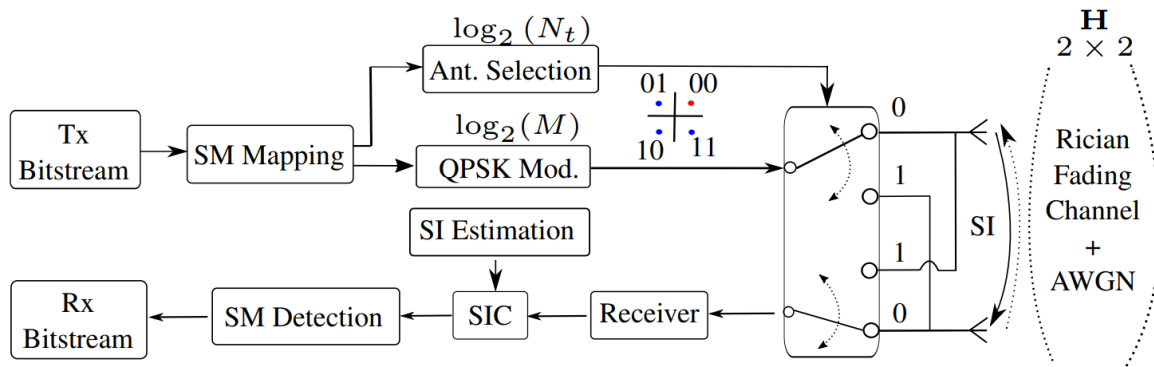 log₂ (Nₜ)
Ant. Selection
Tx
Bitstream
SM Mapping
log₂(M)
QPSK Mod.
01 00
10 11
SI Estimation
Rx
Bitstream
SM Detection
SIC
Receiver
0
1
1
0
SI
H
2 × 2
Rician
Fading
Channel
+
AWGN